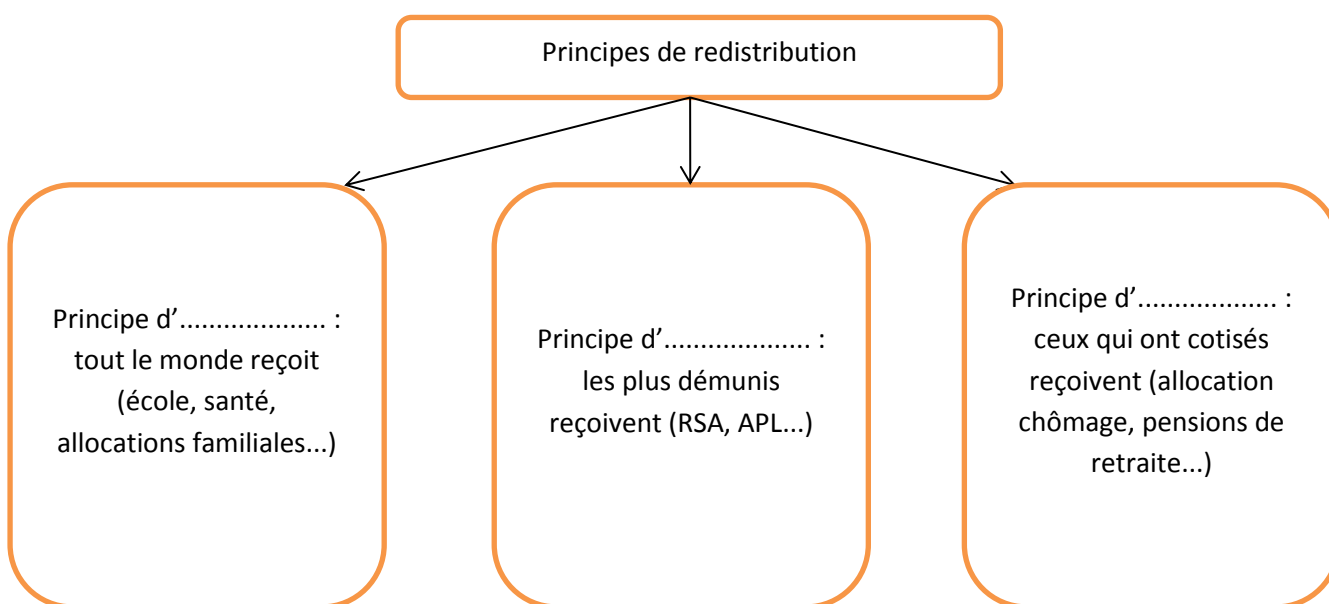 Principes de redistribution
Principe d'.................... :
tout le monde reçoit
(école, santé,
allocations familiales...)
Principe d'.................... :
les plus démunis
reçoivent (RSA, APL...)
Principe d'................... :
ceux qui ont cotisés
reçoivent (allocation
chômage, pensions de
retraite...)